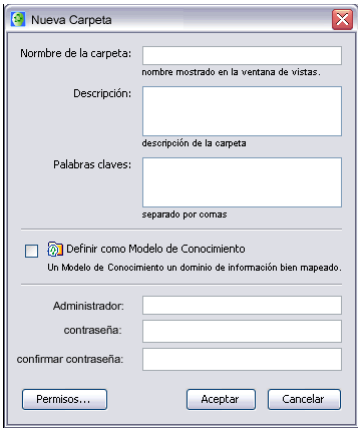 Nueva Carpeta
Normbre de la carpeta:
nombre mostrado en la ventana de vistas.
Descripción:
descripción de la carpeta
Palabras claves:
separado por comas
Definir como Modelo de Conocimiento
Un Modelo de Conocimiento un dominio de información bien mapeado.
Administrador:
contraseña:
confirmar contraseña:
Permisos...
Aceptar
Cancelar